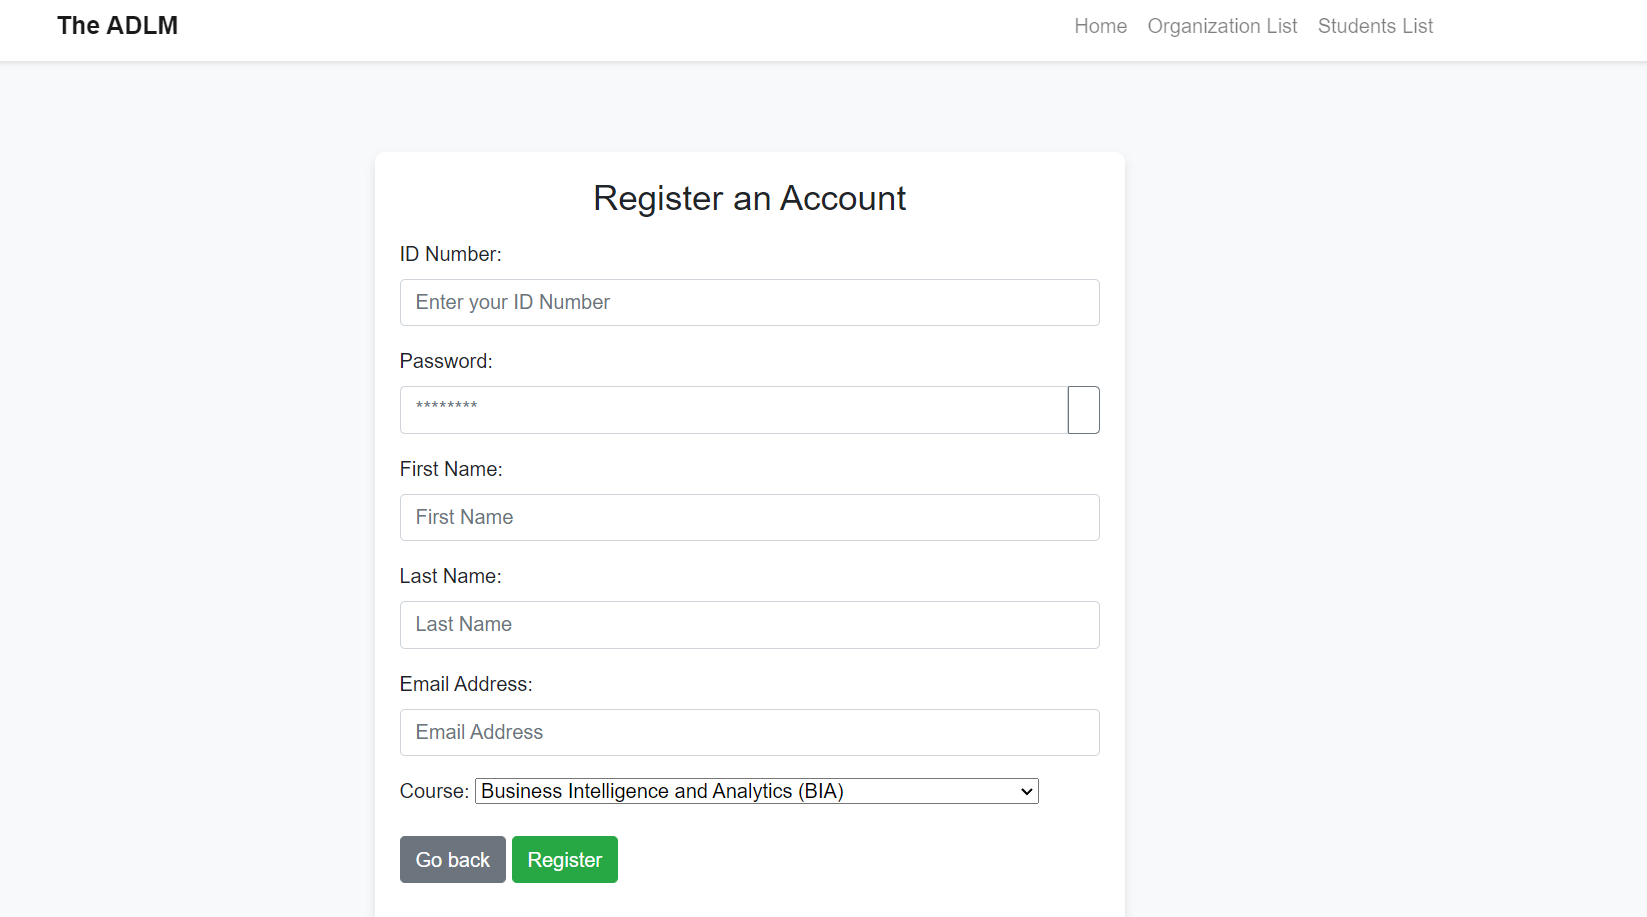 The ADLM
Home Organization List Students List
Register an Account
ID Number:
Enter your ID Number
Password:
********
First Name:
First Name
Last Name:
Last Name
Email Address:
Email Address
Course: Business Intelligence and Analytics (BIA)
Go back Register